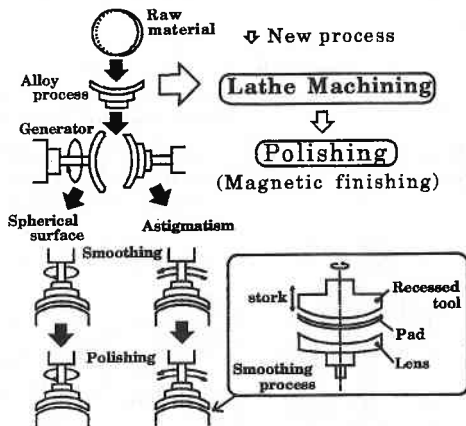 Raw
material
New process
Alloy
process
Lathe Machining
Generator
Polishing
(Magnetic finishing)
Spherical
surface
Astigmatism
Smoothing
stork
Recessed
tool
Pad
Lens
Polishing
Smoothing
process